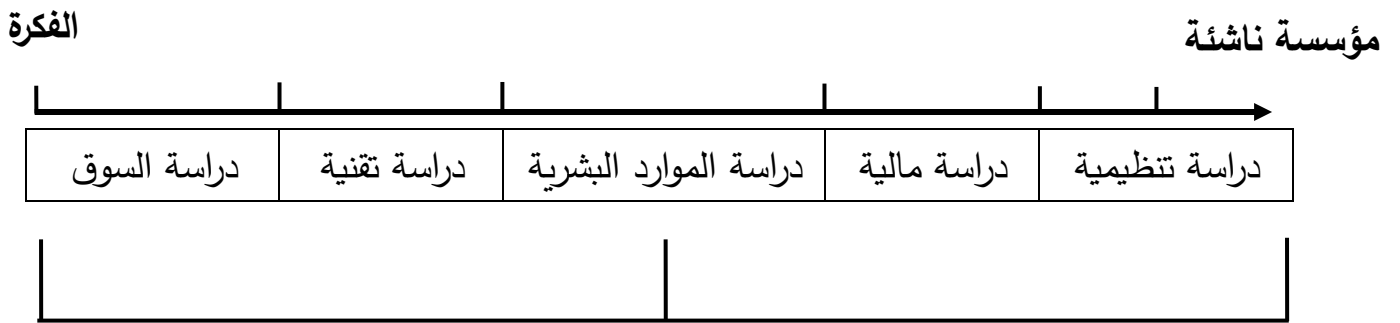 الفكرة
مؤسسة ناشئة
دراسة السوق
دراسة تقنية
دراسة الموارد البشرية
دراسة مالية
دراسة تنظيمية